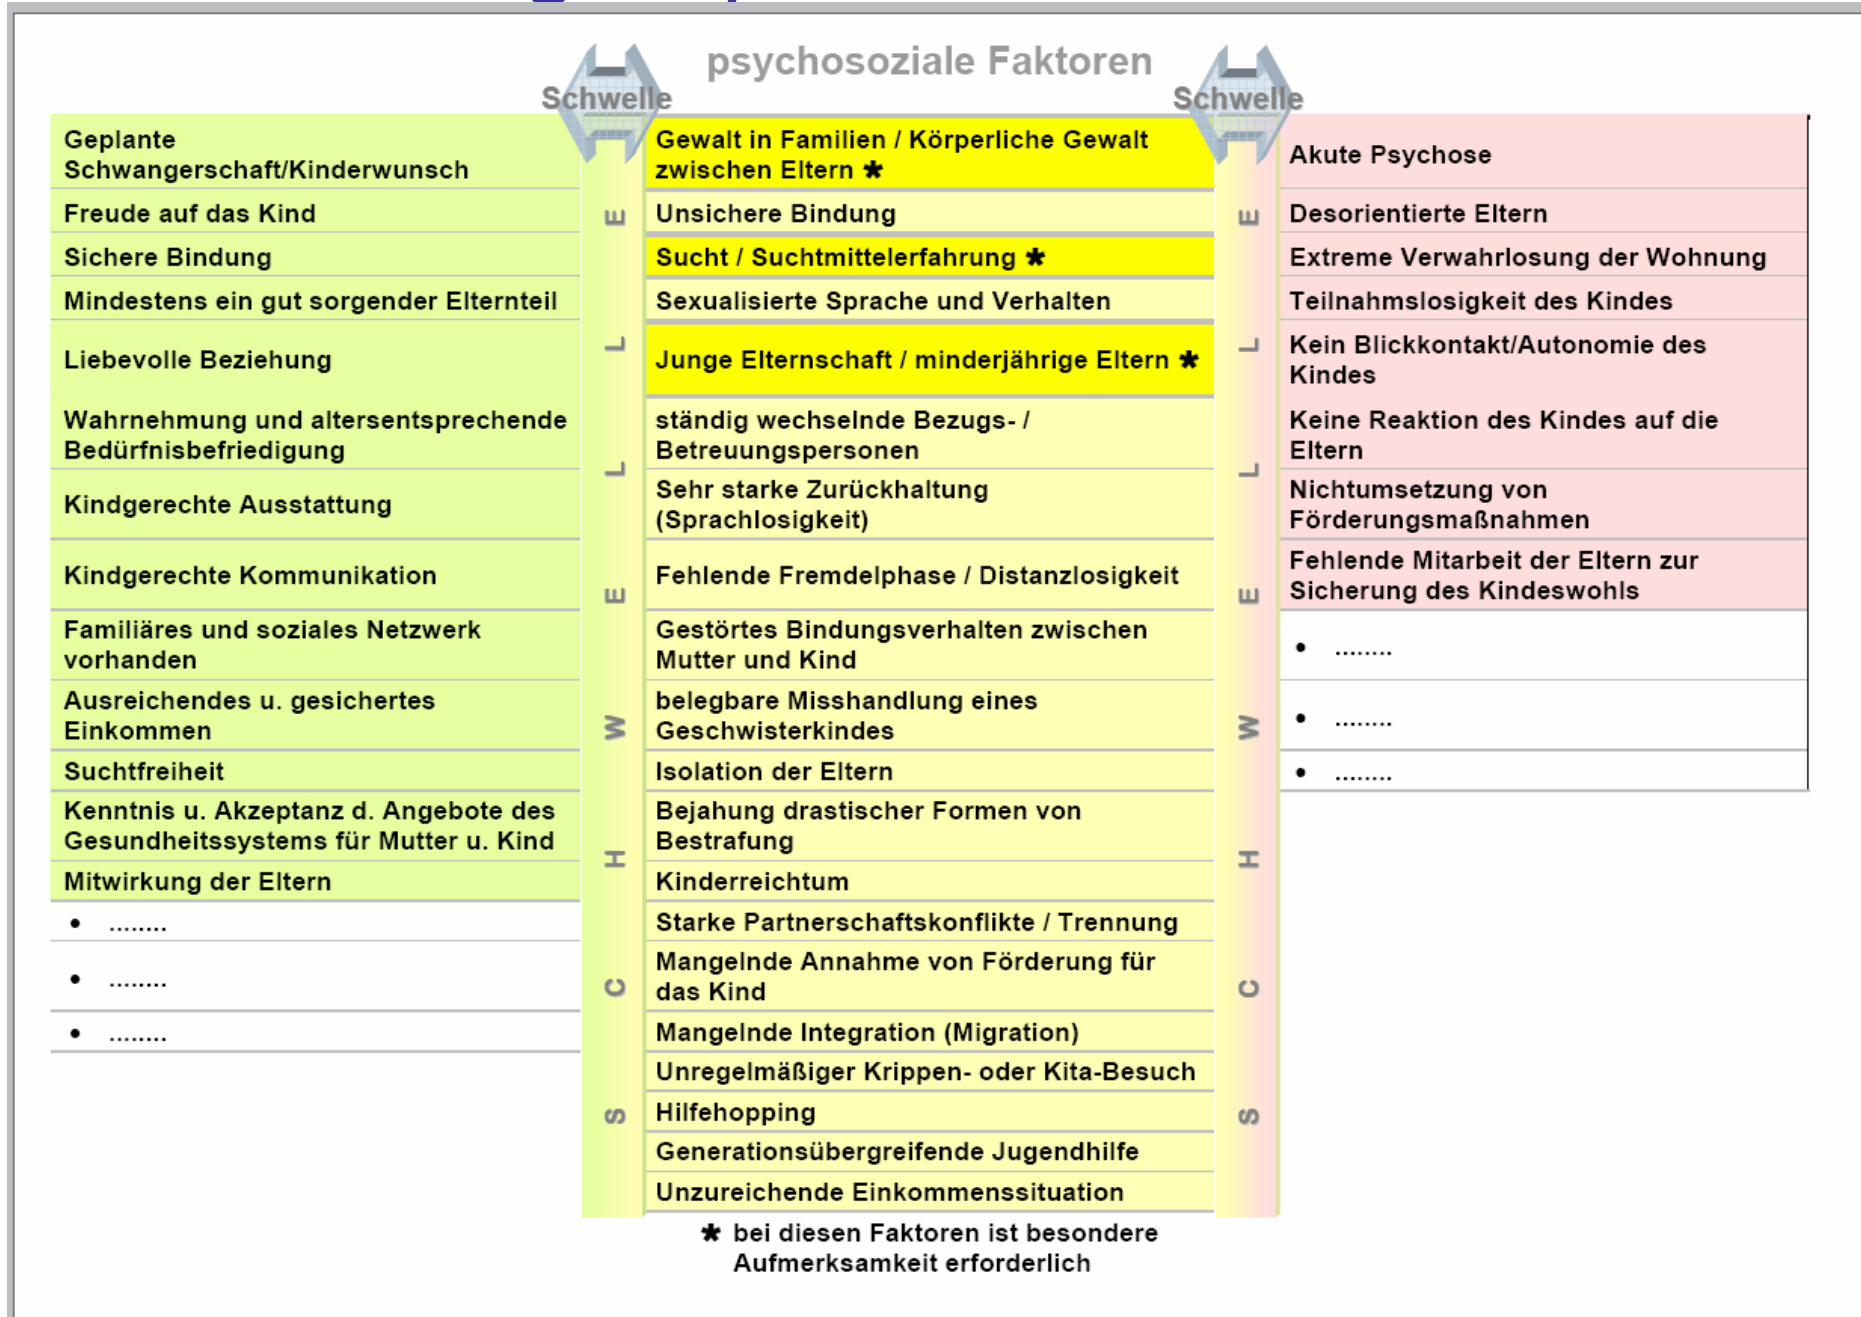 psychosoziale Faktoren
Schwelle
Schwelle
Geplante
Schwangerschaft/Kinderwunsch
Freude auf das Kind
Sichere Bindung
Mindestens ein gut sorgender Elternteil
Liebevolle Beziehung
Wahrnehmung und altersentsprechende
Bedürfnisbefriedigung
Kindgerechte Ausstattung
Kindgerechte Kommunikation
Familiäres und soziales Netzwerk
vorhanden
Ausreichendes u. gesichertes
Einkommen
Suchtfreiheit
Kenntnis u. Akzeptanz d. Angebote des
Gesundheitssystems für Mutter u. Kind
Mitwirkung der Eltern
• ........
• ........
• ........
SCHWELLE
Gewalt in Familien / Körperliche Gewalt
zwischen Eltern *
Unsichere Bindung
Sucht / Suchtmittelerfahrung *
Sexualisierte Sprache und Verhalten
Junge Elternschaft / minderjährige Eltern *
ständig wechselnde Bezugs- /
Betreuungspersonen
Sehr starke Zurückhaltung
(Sprachlosigkeit)
Fehlende Fremdelphase / Distanzlosigkeit
Gestörtes Bindungsverhalten zwischen
Mutter und Kind
belegbare Misshandlung eines
Geschwisterkindes
Isolation der Eltern
Bejahung drastischer Formen von
Bestrafung
Kinderreichtum
Starke Partnerschaftskonflikte / Trennung
Mangelnde Annahme von Förderung für
das Kind
Mangelnde Integration (Migration)
Unregelmäßiger Krippen- oder Kita-Besuch
Hilfehopping
Generationsübergreifende Jugendhilfe
Unzureichende Einkommenssituation
* bei diesen Faktoren ist besondere
Aufmerksamkeit erforderlich
SCHWELLE
Akute Psychose
Desorientierte Eltern
Extreme Verwahrlosung der Wohnung
Teilnahmslosigkeit des Kindes
Kein Blickkontakt/Autonomie des
Kindes
Keine Reaktion des Kindes auf die
Eltern
Nichtumsetzung von
Förderungsmaßnahmen
Fehlende Mitarbeit der Eltern zur
Sicherung des Kindeswohls
• ........
• ........
• ........